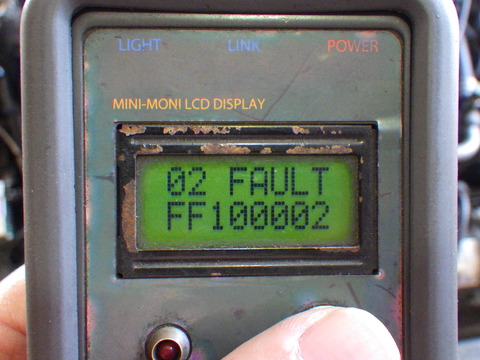 LIGHT LINK POWER
MINI-MONI LCD DISPLAY
02 FAULT
FF100002